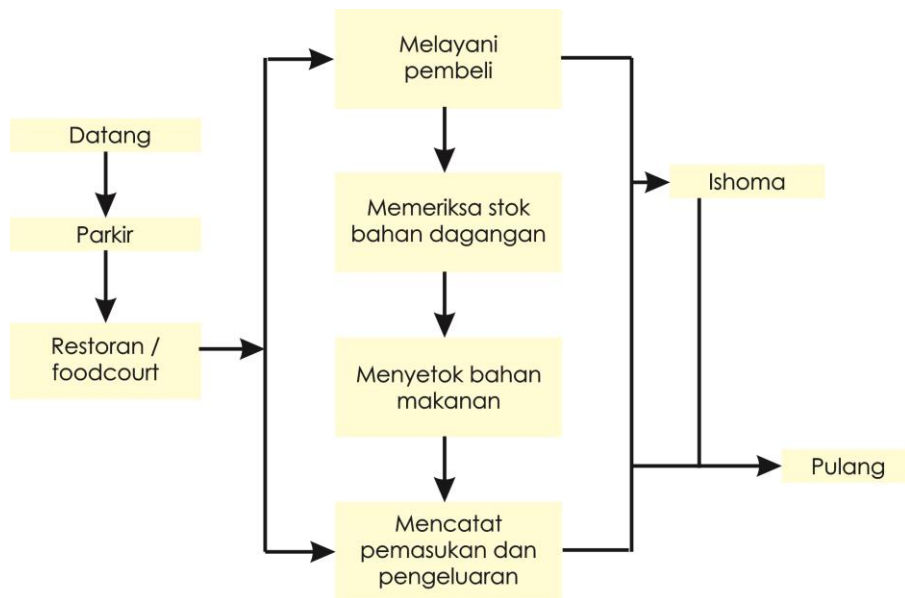 Datang
Parkir
Restoran /
foodcourt
Melayani
pembeli
Memeriksa stok
bahan dagangan
Menyetok bahan
makanan
Mencatat
pemasukan dan
pengeluaran
Ishoma
Pulang